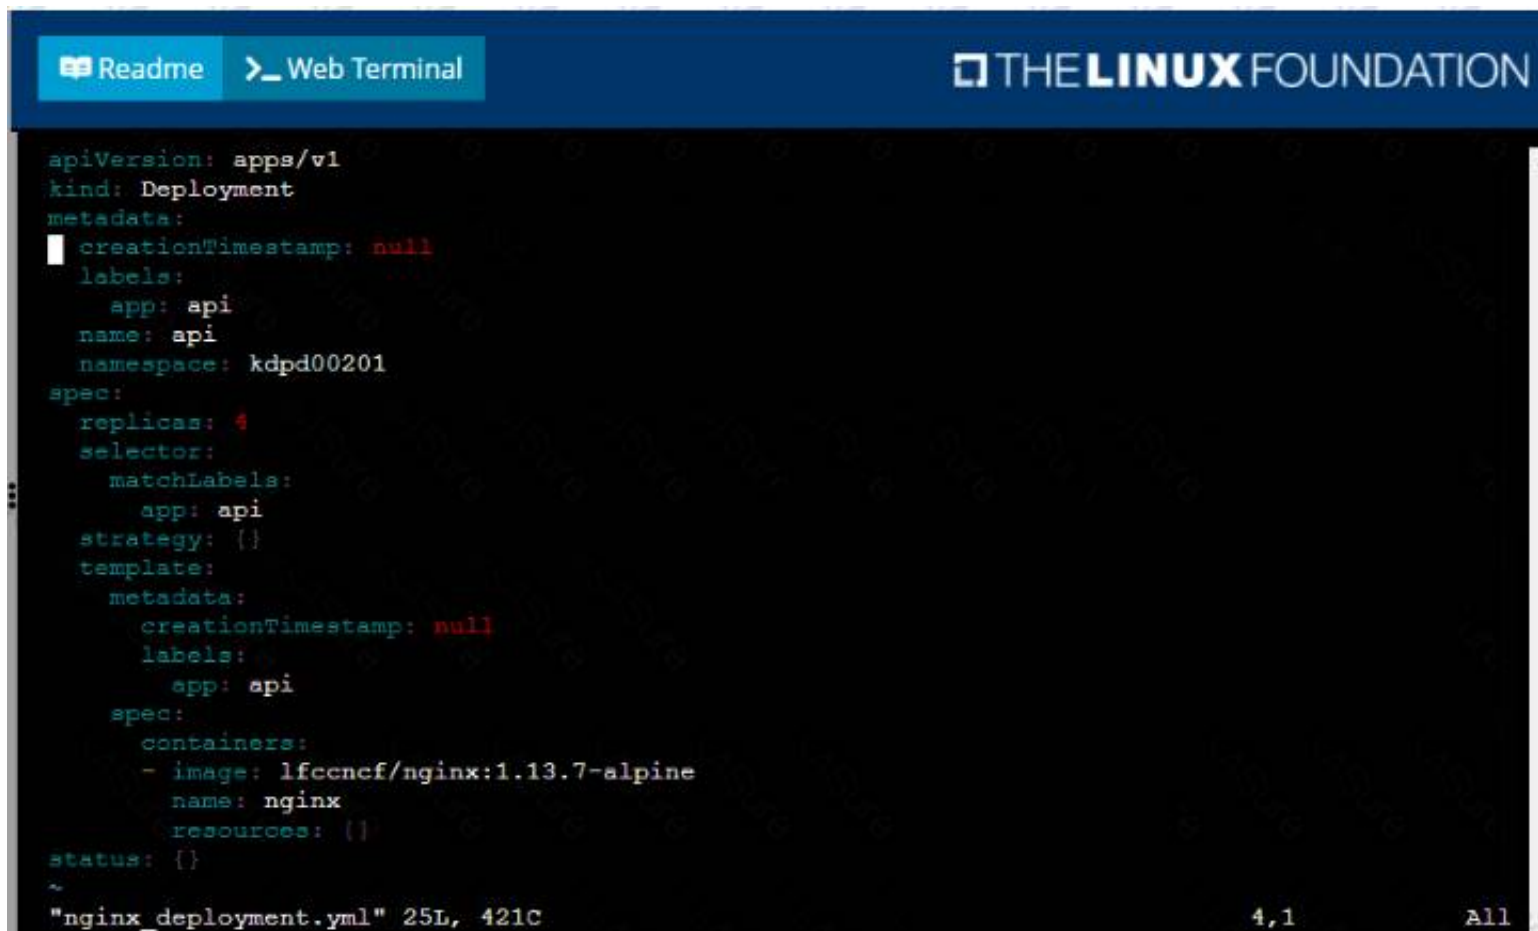 Readme >_ Web Terminal THE LINUX FOUNDATION
apiVersion: apps/v1
kind: Deployment
metadata:
  creationTimestamp: null
  labels:
    app: api
  name: api
  namespace: kdpd00201
spec:
  replicas: 4
  selector:
    matchLabels:
      app: api
  strategy: {}
  template:
    metadata:
      creationTimestamp: null
      labels:
        app: api
    spec:
      containers:
      - image: lfccncf/nginx:1.13.7-alpine
        name: nginx
        resources: {}
status: {}
~
"nginx_deployment.yml" 25L, 421C 4,1 All